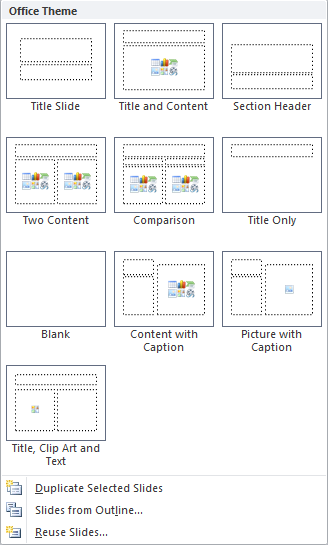 Office Theme
Title Slide
Title and Content
Section Header
Two Content
Comparison
Title Only
Blank
Content with
Caption
Picture with
Caption
Title, Clip Art and
Text
Duplicate Selected Slides
Slides from Outline...
Reuse Slides...